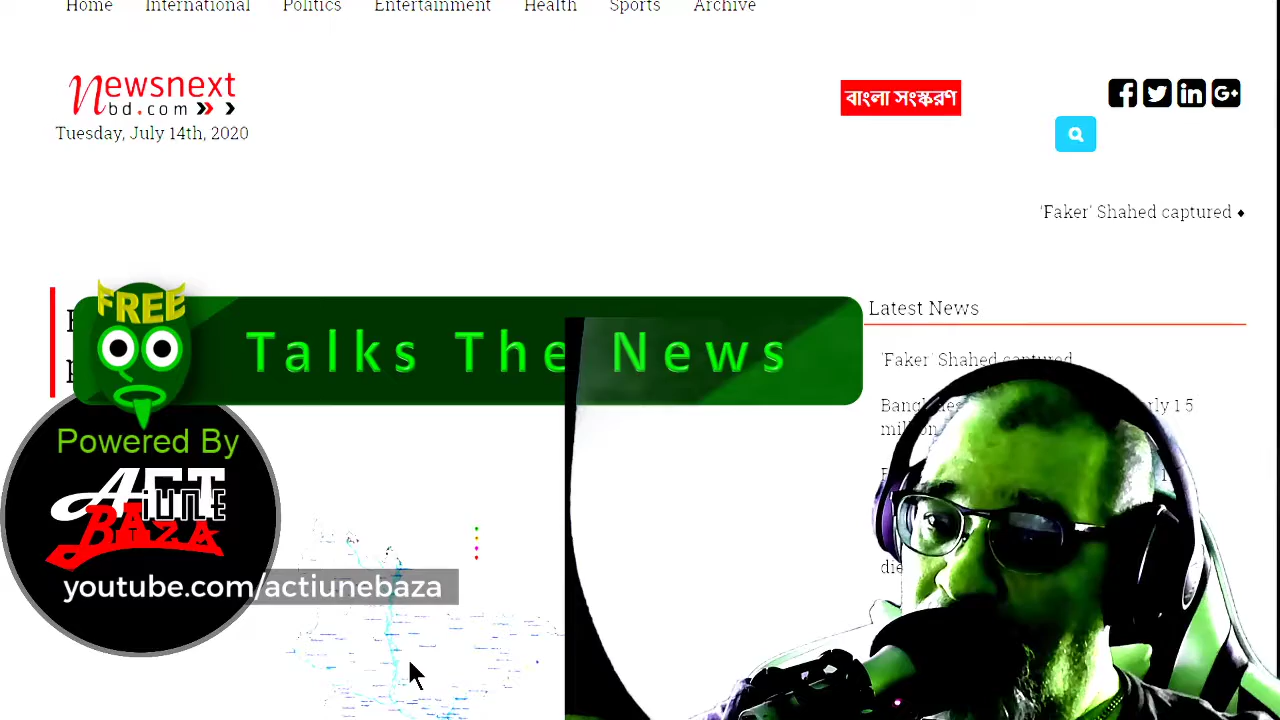 Home International Politics Entertainment Health Sports Archive
Newsnext
bd.com
বাংলা সংস্করণ
Tuesday, July 14th, 2020
'Faker' Shahed captured ♦
Latest News
FREE
Talks The News
'Faker' Shahed captured
Powered By
ACTiUNE
BAZA
youtube.com/actiunebaza